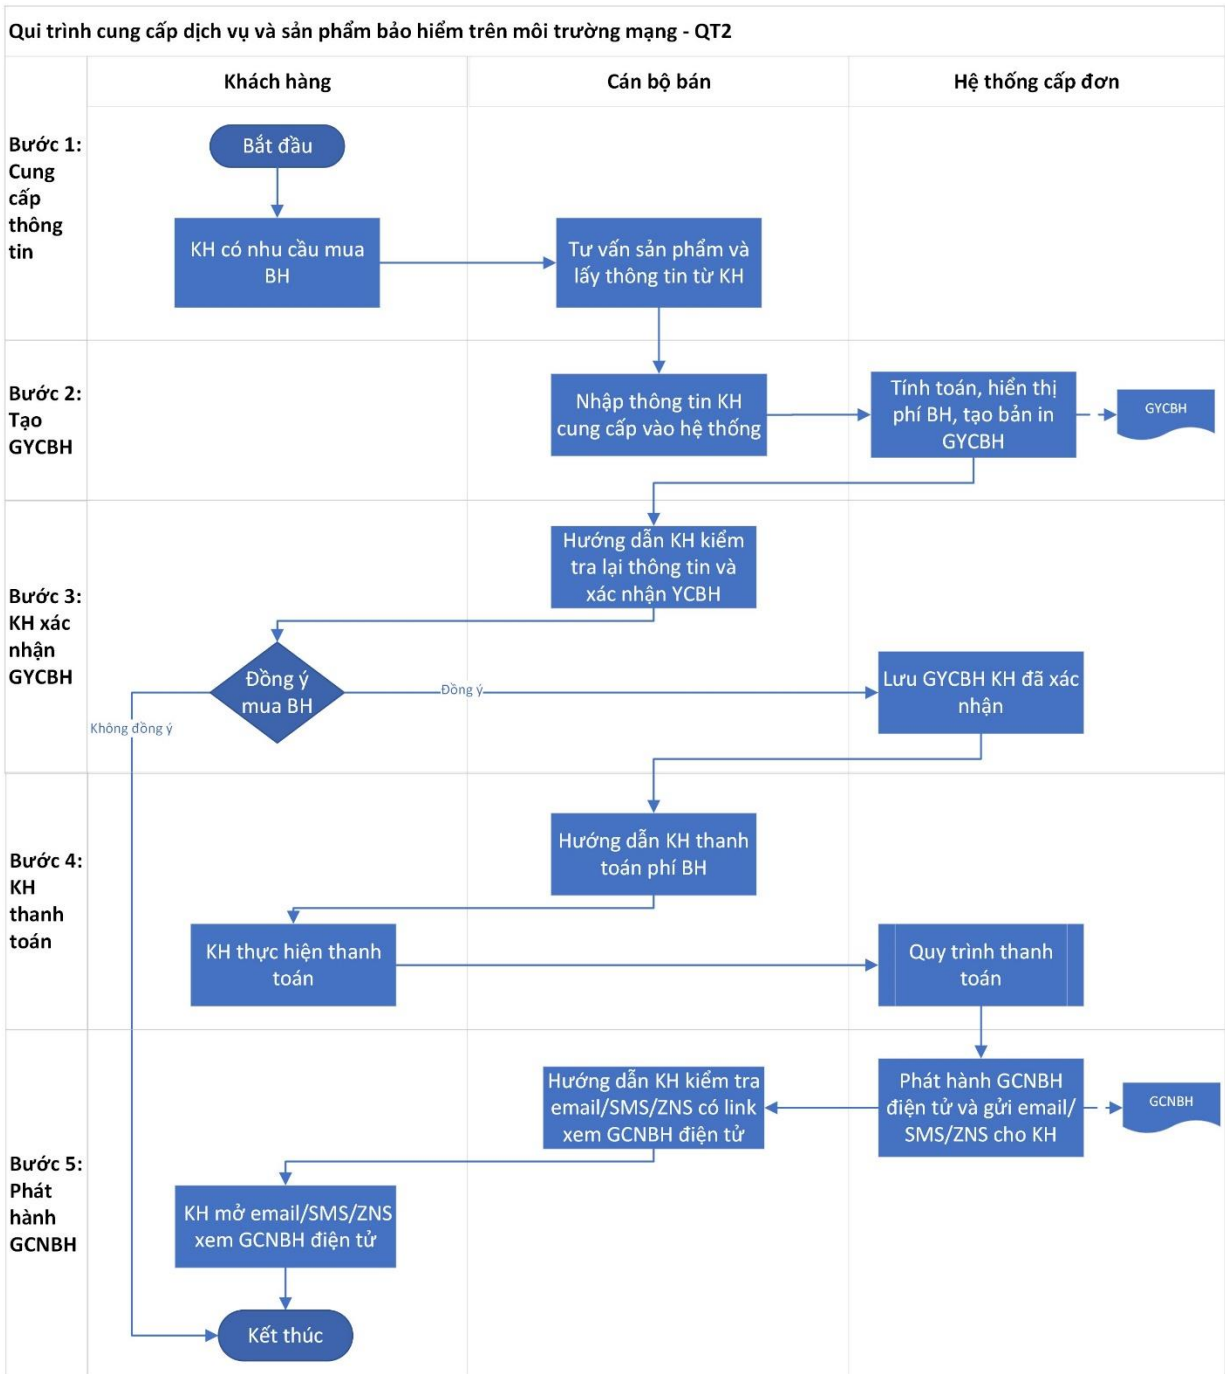 Qui trình cung cấp dịch vụ và sản phẩm bảo hiểm trên môi trường mạng - QT2
Khách hàng
Cán bộ bán
Hệ thống cấp đơn
Bước 1:
Cung
cấp
thông
tin
Bắt đầu
KH có nhu cầu mua
BH
Tư vấn sản phẩm và
lấy thông tin từ KH
Bước 2:
Tạo
GYCBH
Nhập thông tin KH
cung cấp vào hệ thống
Tính toán, hiển thị
phí BH, tạo bản in
GYCBH
GYCBH
Bước 3:
KH xác
nhận
GYCBH
Hướng dẫn KH kiểm
tra lại thông tin và
xác nhận YCBH
Đồng ý
mua BH
Đồng ý
Không đồng ý
Lưu GYCBH KH đã xác
nhận
Bước 4:
KH
thanh
toán
Hướng dẫn KH thanh
toán phí BH
KH thực hiện thanh
toán
Quy trình thanh
toán
Bước 5:
Phát
hành
GCNBH
Hướng dẫn KH kiểm tra
email/SMS/ZNS có link
xem GCNBH điện tử
Phát hành GCNBH
điện tử và gửi email/
SMS/ZNS cho KH
GCNBH
KH mở email/SMS/ZNS
xem GCNBH điện tử
Kết thúc